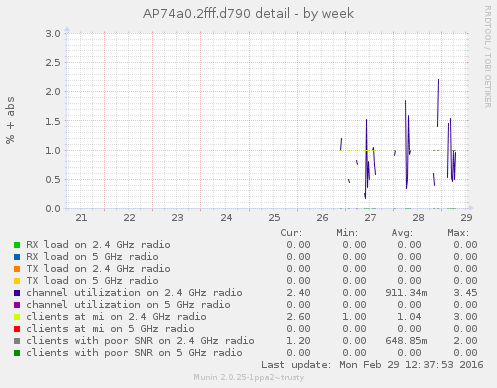 AP74a0.2fff.d790 detail - by week
RRDTOOL / TOBI OETIKER
% + abs
3.0
2.5
2.0
1.5
1.0
0.5
0.0
21 22 23 24 25 26 27 28 29
Cur: Min: Avg: Max:
RX load on 2.4 GHz radio 0.00 0.00 0.00 0.00
RX load on 5 GHz radio 0.00 0.00 0.00 0.00
TX load on 2.4 GHz radio 0.00 0.00 0.00 0.00
TX load on 5 GHz radio 0.00 0.00 0.00 0.00
channel utilization on 2.4 GHz radio 2.40 0.00 911.34m 3.45
channel utilization on 5 GHz radio 0.00 0.00 0.00 0.00
clients at mi on 2.4 GHz radio 2.60 1.00 1.04 3.00
clients at mi on 5 GHz radio 0.00 0.00 0.00 0.00
clients with poor SNR on 2.4 GHz radio 1.20 0.00 648.85m 2.00
clients with poor SNR on 5 GHz radio 0.00 0.00 0.00 0.00
Last update: Mon Feb 29 12:37:53 2016
Munin 2.0.25-1ppa2~trusty